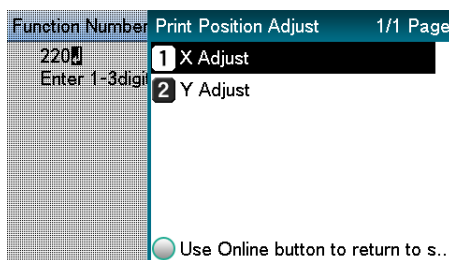 Function Number
220
Enter 1-3digi
Print Position Adjust 1/1 Page
1 X Adjust
2 Y Adjust
Use Online button to return to s..